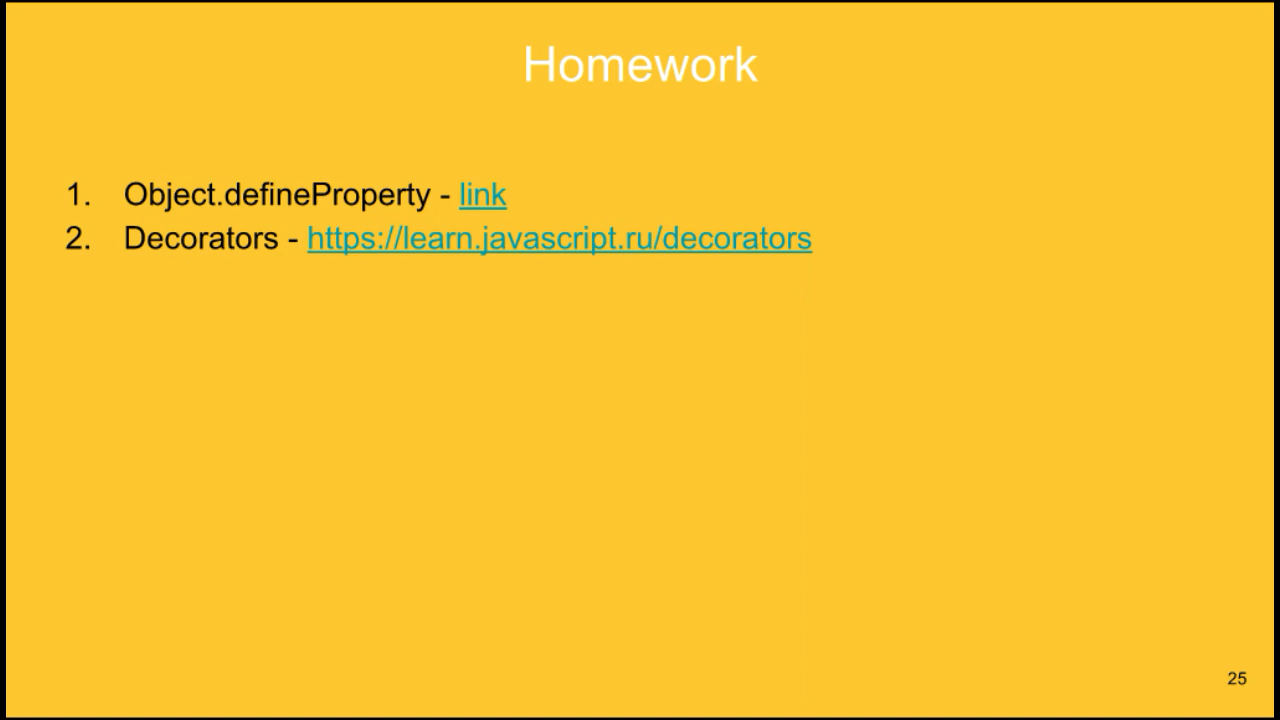 Homework
1. Object.defineProperty - link
2. Decorators - https://learn.javascript.ru/decorators
25